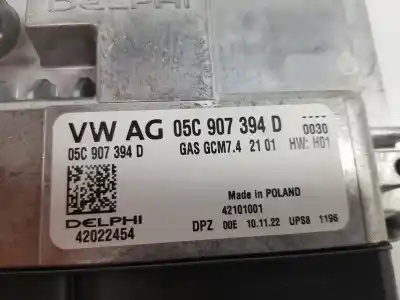 VW AG 05C 907 394 D 0030
05C 907 394 D GAS GCM7.4 21 01 HW: H01
Made in POLAND
42101001
DELPHI DPZ 00E 10.11.22 UPS8 1196
42022454